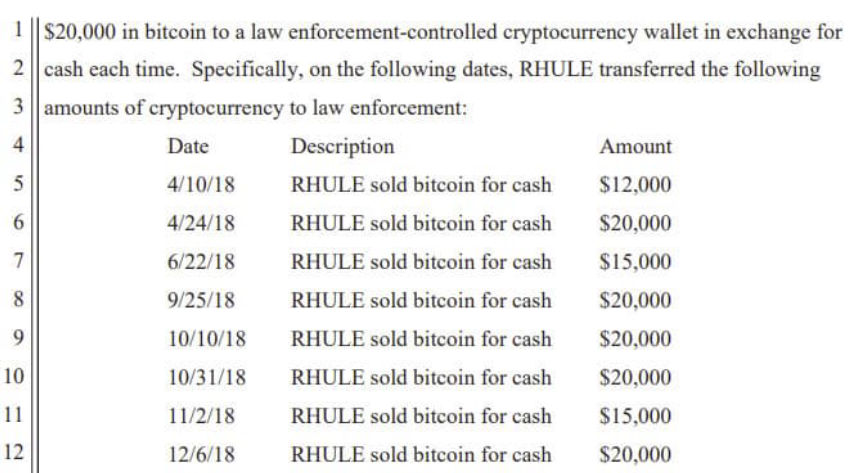 1 $20,000 in bitcoin to a law enforcement-controlled cryptocurrency wallet in exchange for
2 cash each time.  Specifically, on the following dates, RHULE transferred the following
3 amounts of cryptocurrency to law enforcement:
4 Date Description Amount
5 4/10/18 RHULE sold bitcoin for cash $12,000
6 4/24/18 RHULE sold bitcoin for cash $20,000
7 6/22/18 RHULE sold bitcoin for cash $15,000
8 9/25/18 RHULE sold bitcoin for cash $20,000
9 10/10/18 RHULE sold bitcoin for cash $20,000
10 10/31/18 RHULE sold bitcoin for cash $20,000
11 11/2/18 RHULE sold bitcoin for cash $15,000
12 12/6/18 RHULE sold bitcoin for cash $20,000